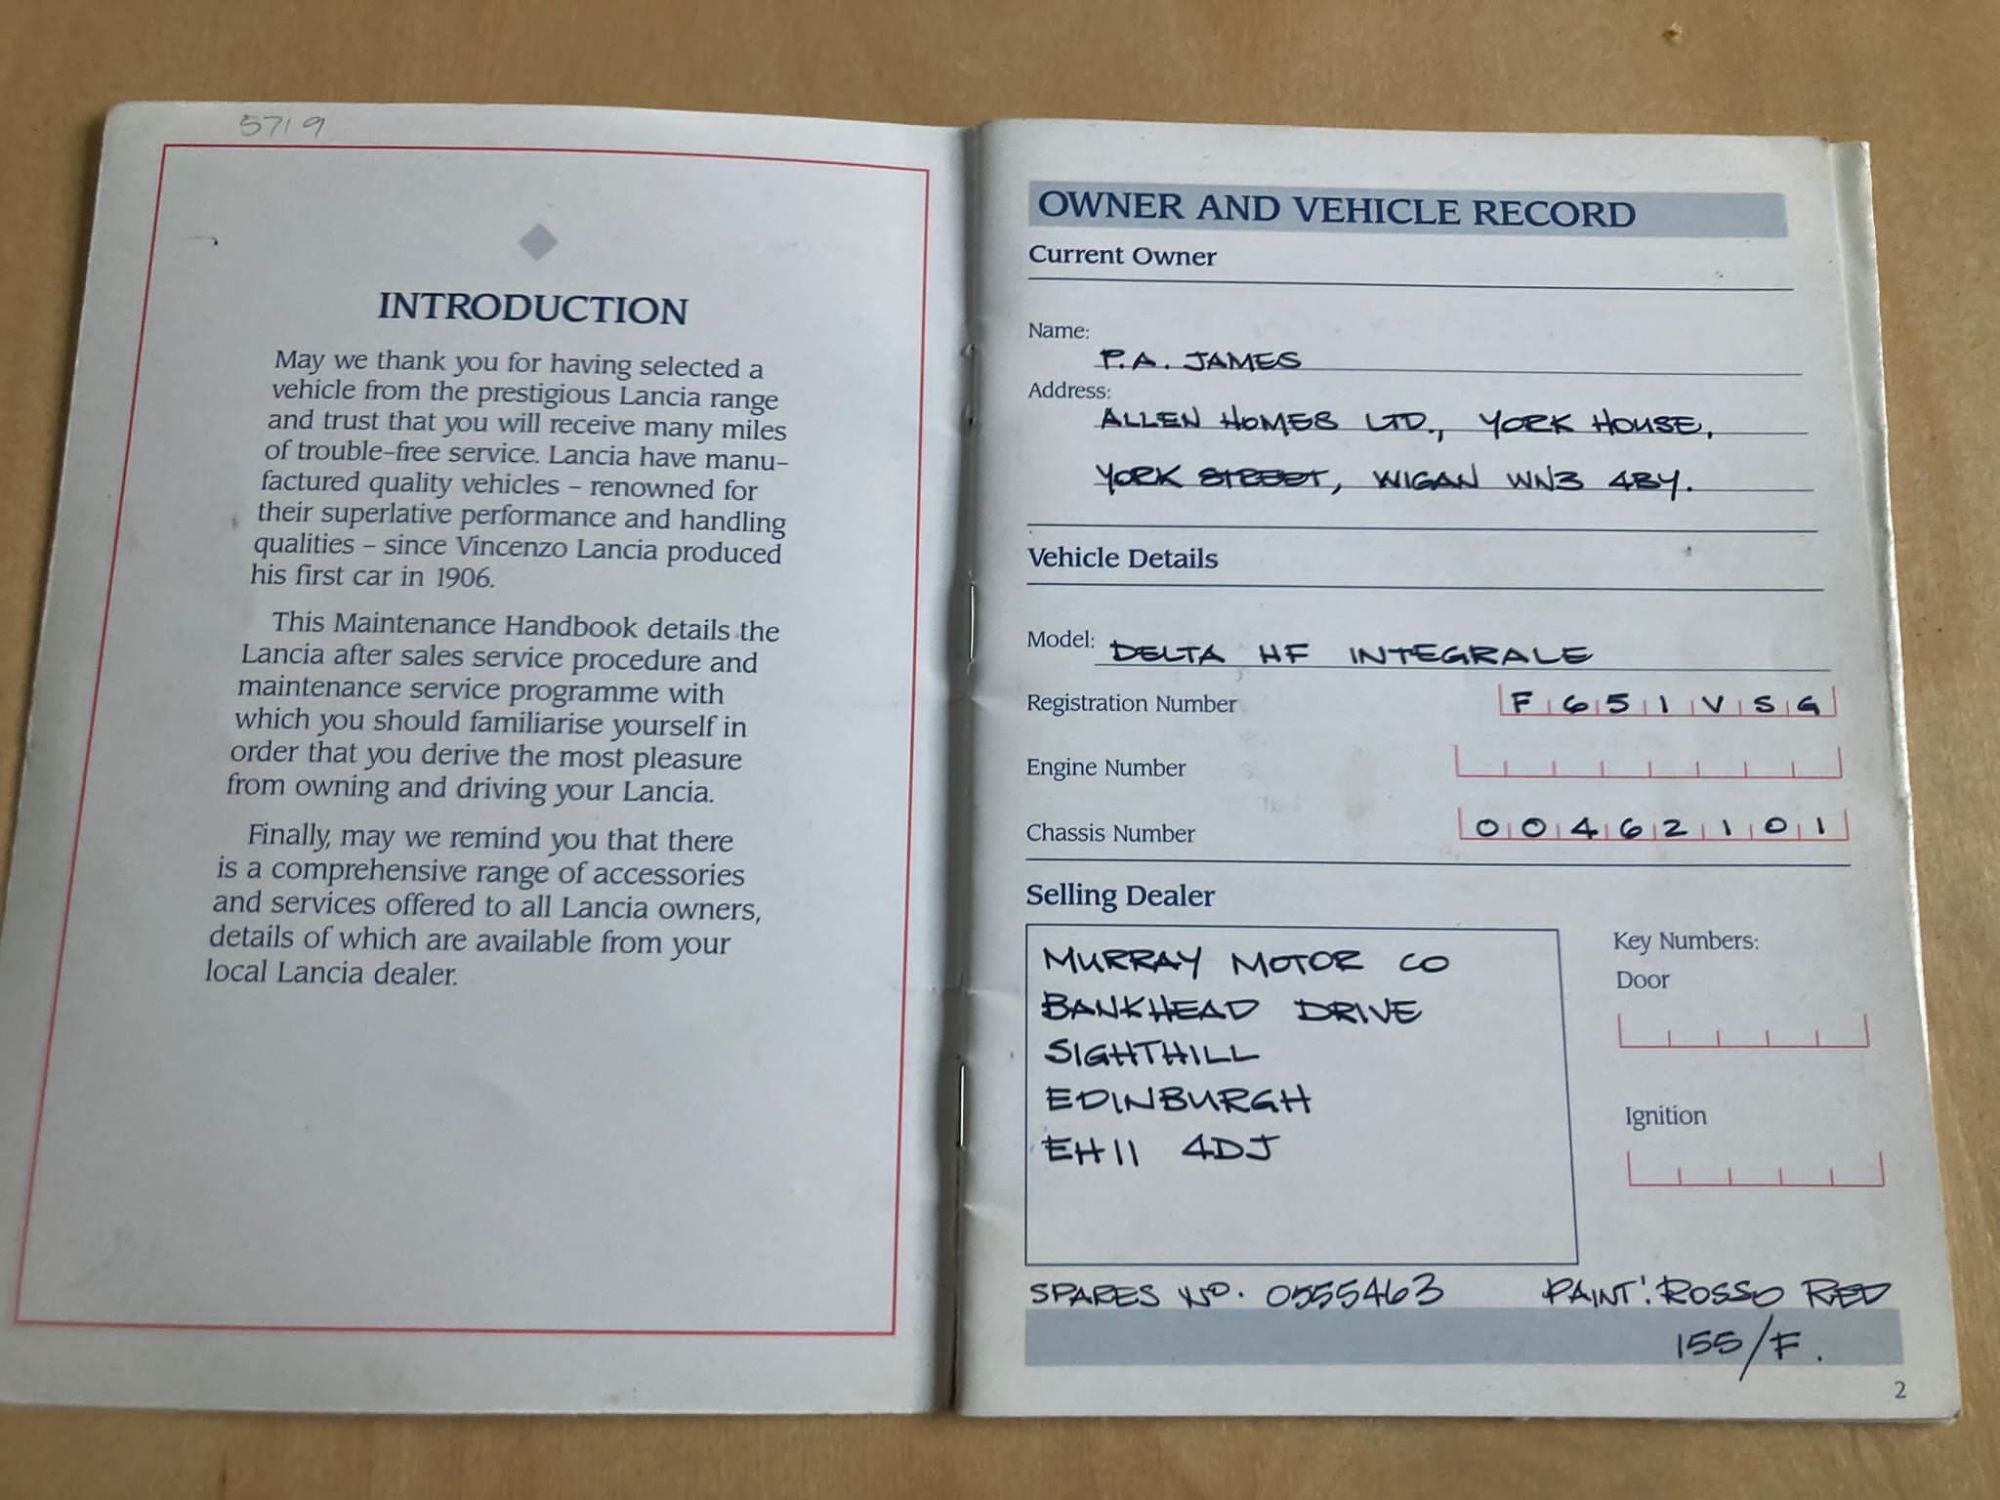 5719
INTRODUCTION
May we thank you for having selected a
vehicle from the prestigious Lancia range
and trust that you will receive many miles
of trouble-free service. Lancia have manu-
factured quality vehicles – renowned for
their superlative performance and handling
qualities – since Vincenzo Lancia produced
his first car in 1906.
This Maintenance Handbook details the
Lancia after sales service procedure and
maintenance service programme with
which you should familiarise yourself in
order that you derive the most pleasure
from owning and driving your Lancia.
Finally, may we remind you that there
is a comprehensive range of accessories
and services offered to all Lancia owners,
details of which are available from your
local Lancia dealer.
OWNER AND VEHICLE RECORD
Current Owner
Name:
P.A. JAMES
Address:
ALLEN HOMES LTD., YORK HOUSE,
YORK STREET, WIGAN WN3 4BY.
Vehicle Details
Model: DELTA HF INTEGRALE
Registration Number F651VSG
Engine Number
Chassis Number 00462101
Selling Dealer
MURRAY MOTOR CO
BANKHEAD DRIVE
SIGHTHILL
EDINBURGH
EH11 4DJ
Key Numbers:
Door
Ignition
SPARES NO. 0555463 PAINT: ROSSO RED
155/F.
2